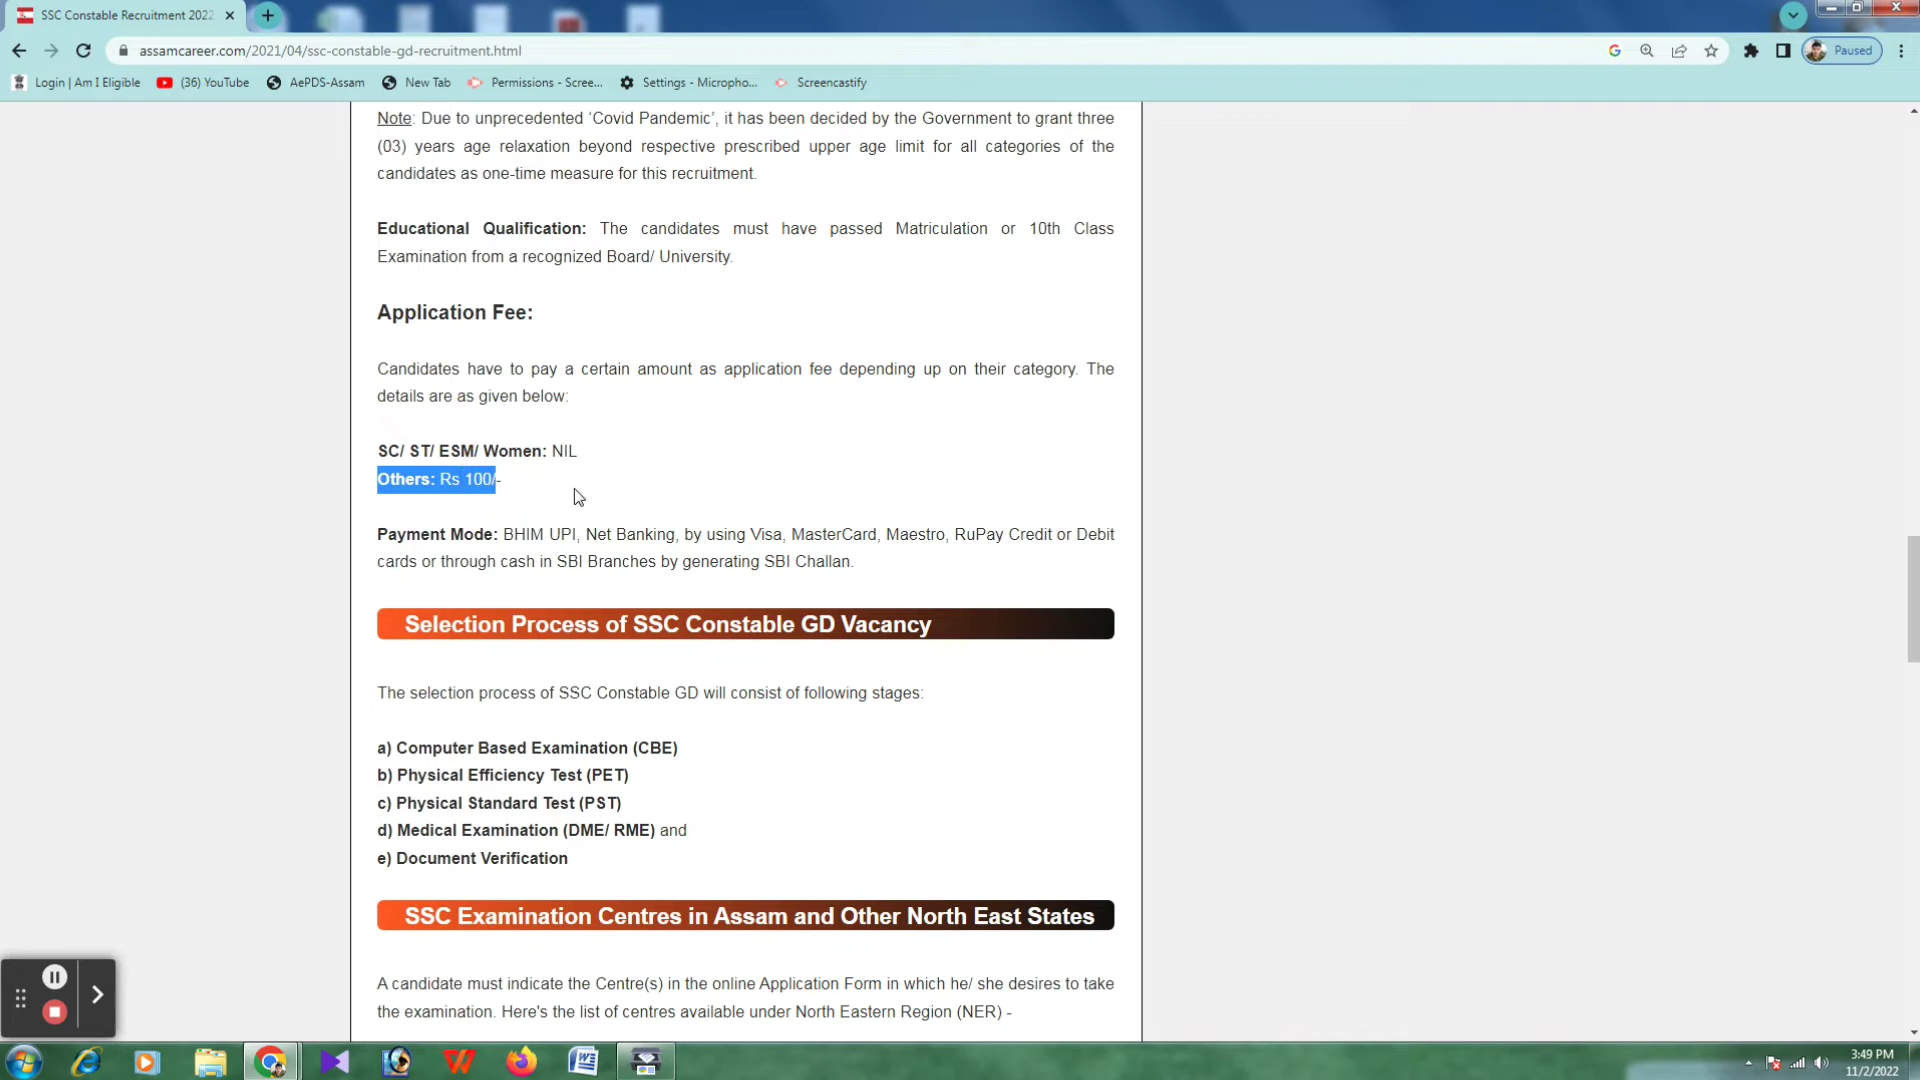 SSC Constable Recruitment 2022
assamcareer.com/2021/04/ssc-constable-gd-recruitment.html
Paused
Login | Am I Eligible
(36) YouTube
AePDS-Assam
New Tab
Permissions - Scree...
Settings - Micropho...
Screencastify
Note: Due to unprecedented ‘Covid Pandemic’, it has been decided by the Government to grant three
(03) years age relaxation beyond respective prescribed upper age limit for all categories of the
candidates as one-time measure for this recruitment.
Educational Qualification: The candidates must have passed Matriculation or 10th Class
Examination from a recognized Board/ University.
Application Fee:
Candidates have to pay a certain amount as application fee depending up on their category. The
details are as given below:
SC/ ST/ ESM/ Women: NIL
Others: Rs 100/-
Payment Mode: BHIM UPI, Net Banking, by using Visa, MasterCard, Maestro, RuPay Credit or Debit
cards or through cash in SBI Branches by generating SBI Challan.
Selection Process of SSC Constable GD Vacancy
The selection process of SSC Constable GD will consist of following stages:
a) Computer Based Examination (CBE)
b) Physical Efficiency Test (PET)
c) Physical Standard Test (PST)
d) Medical Examination (DME/ RME) and
e) Document Verification
SSC Examination Centres in Assam and Other North East States
A candidate must indicate the Centre(s) in the online Application Form in which he/ she desires to take
the examination. Here's the list of centres available under North Eastern Region (NER) -
3:49 PM
11/2/2022